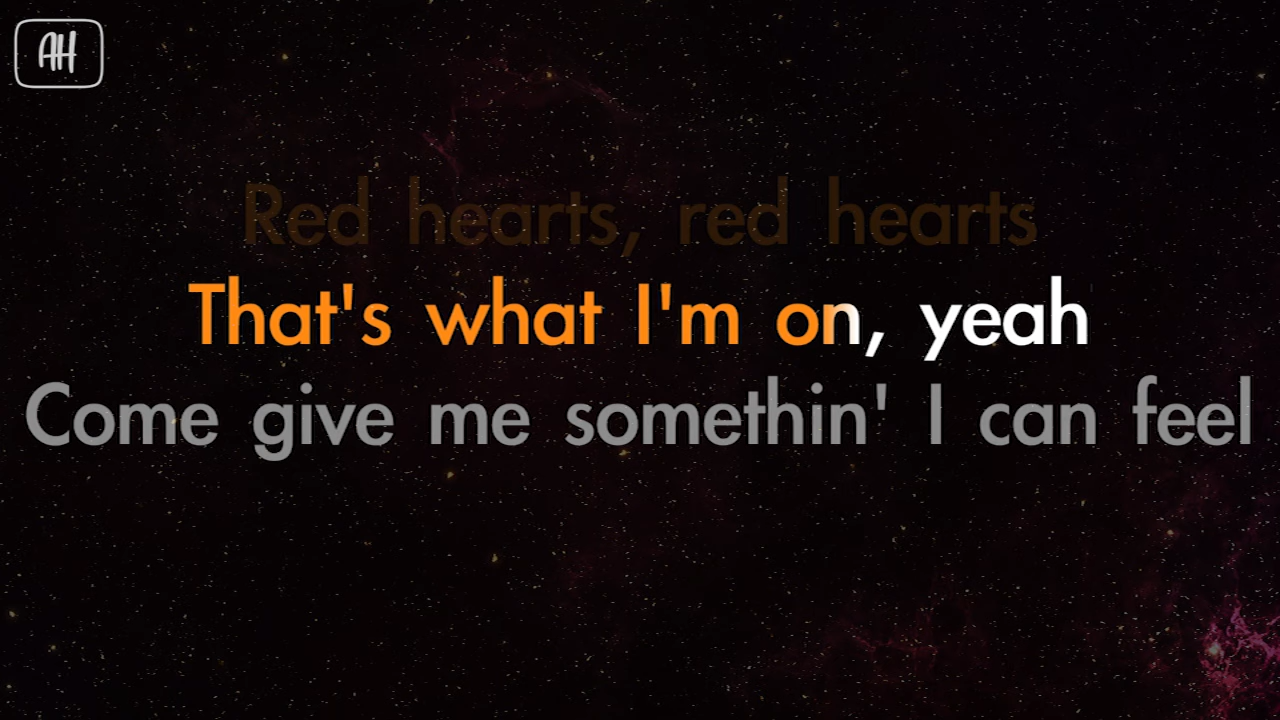 AH
Red hearts, red hearts
That's what I'm on, yeah
Come give me somethin' I can feel